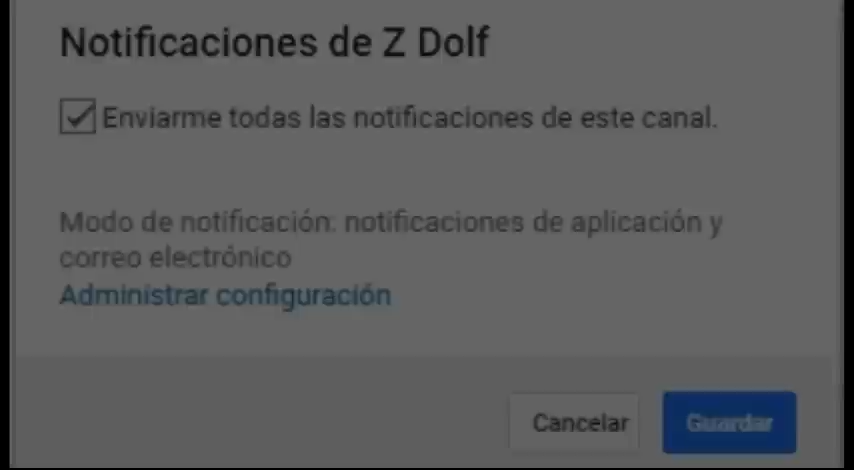 Notificaciones de Z Dolf
Enviarme todas las notificaciones de este canal.
Modo de notificación: notificaciones de aplicación y
correo electrónico
Administrar configuración
Cancelar
Guardar